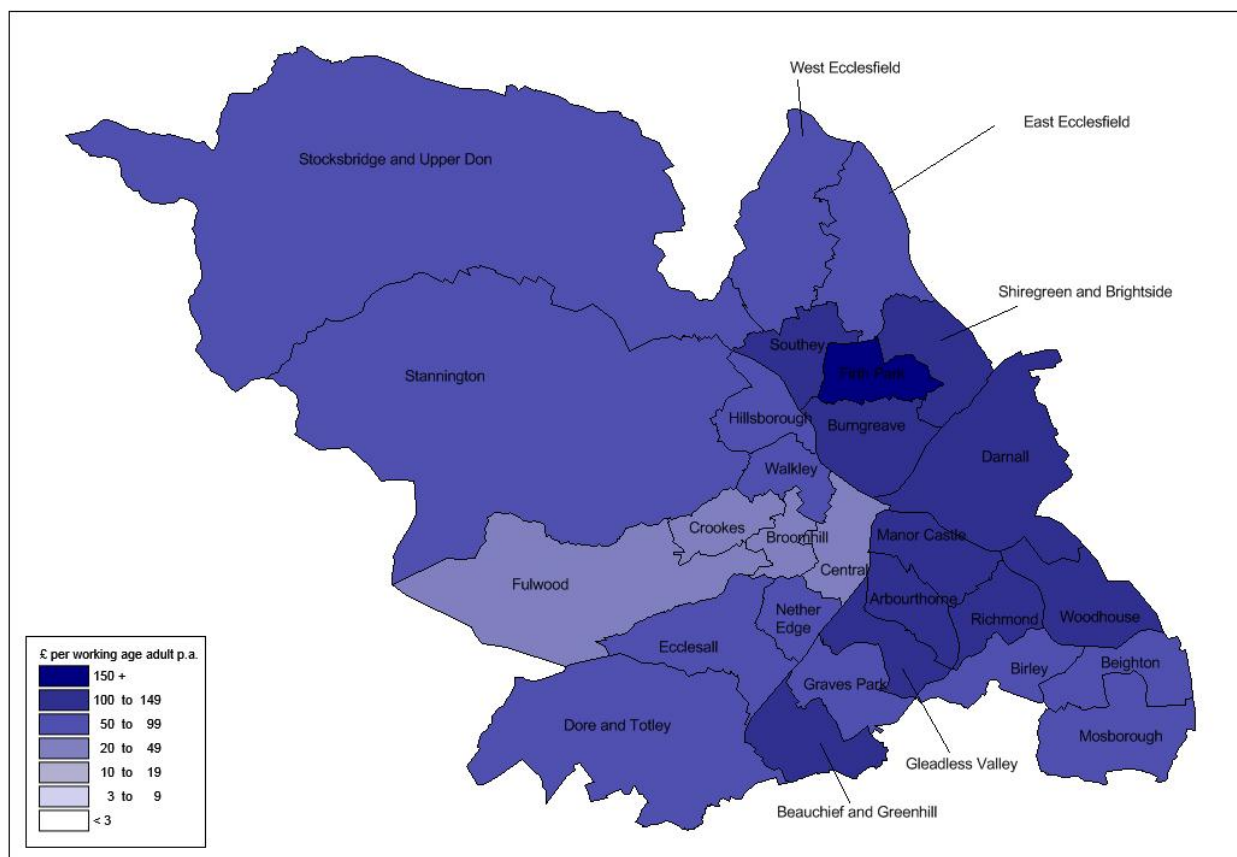 West Ecclesfield
East Ecclesfield
Stocksbridge and Upper Don
Shiregreen and Brightside
Southey
Firth Park
Stannington
Hillsborough
Burngreave
Darnall
Walkley
Crookes
Broomhill
Manor Castle
Central
Fulwood
Arbourthorne
Nether
Edge
Richmond
Woodhouse
Ecclesall
Birley
Beighton
Graves Park
Dore and Totley
Mosborough
Gleadless Valley
Beauchief and Greenhill
£ per working age adult p.a.
150 +
100 to 149
50 to 99
20 to 49
10 to 19
3 to 9
< 3